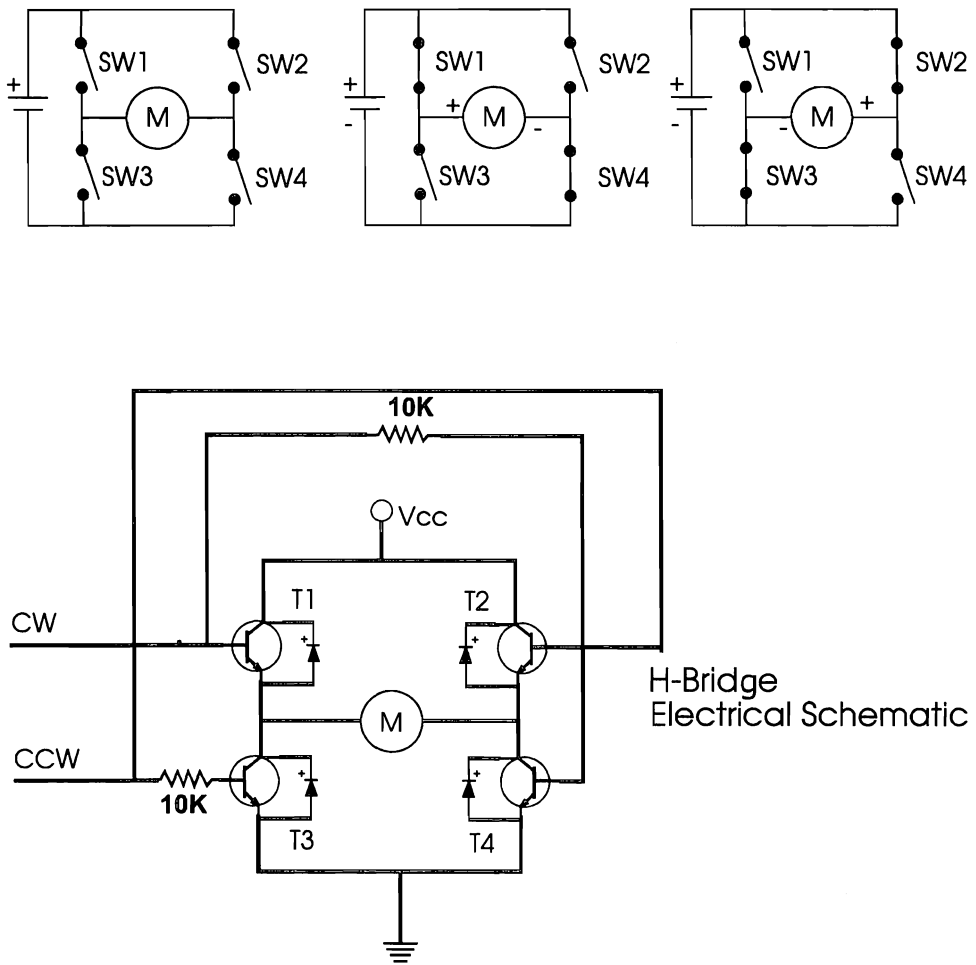 +
SW1
SW2
M
SW3
SW4
+
-
SW1
SW2
+
M
-
SW3
SW4
+
-
SW1
SW2
-
M
+
SW3
SW4
10K
Vcc
CW
T1
T2
+
+
H-Bridge
Electrical Schematic
M
CCW
10K
+
+
T3
T4